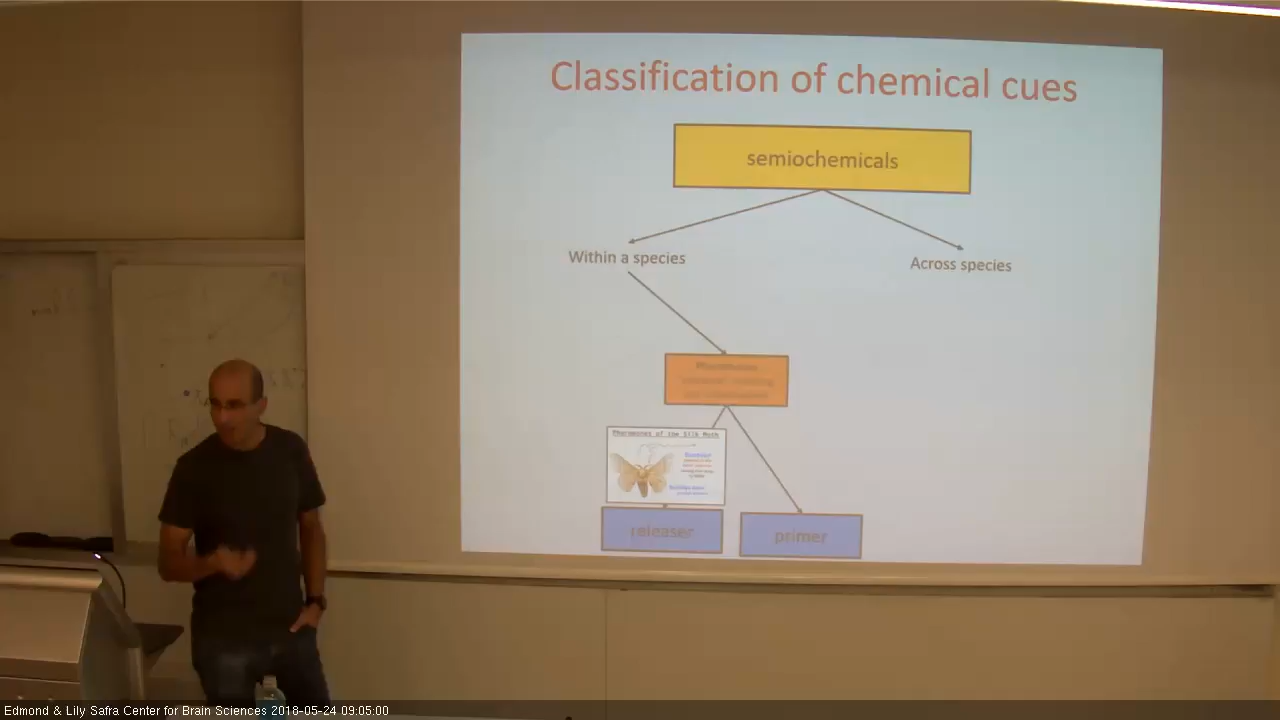 Classification of chemical cues
semiochemicals
Within a species
Across species
Pheromones of the Silk Moth
releaser
primer
Edmond & Lily Safra Center for Brain Sciences 2018-05-24 09:05:00